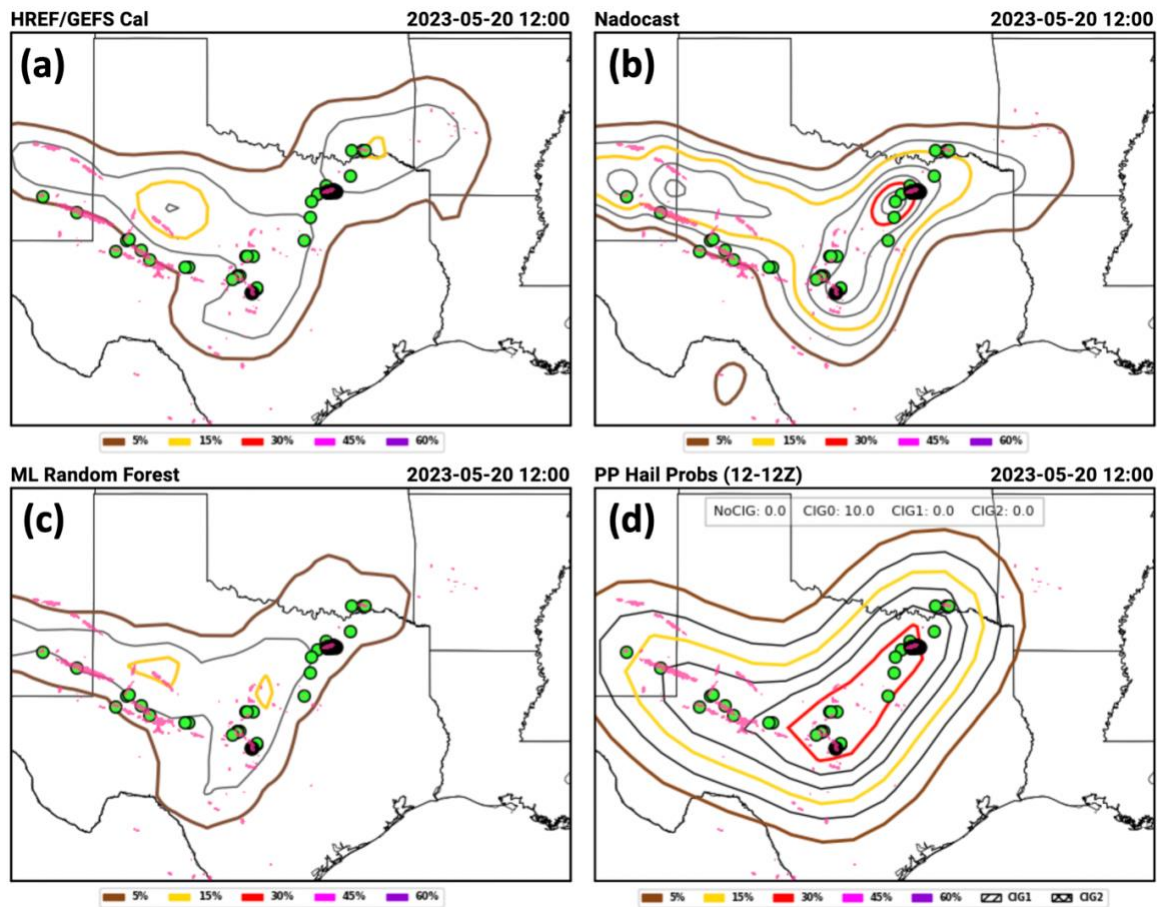 HREF/GEFS Cal 2023-05-20 12:00
(a)
5% 15% 30% 45% 60%
Nadocast 2023-05-20 12:00
(b)
5% 15% 30% 45% 60%
ML Random Forest 2023-05-20 12:00
(c)
5% 15% 30% 45% 60%
PP Hail Probs (12-12Z) 2023-05-20 12:00
NoCIG: 0.0 CIG0: 10.0 CIG1: 0.0 CIG2: 0.0
(d)
5% 15% 30% 45% 60% CIG1 CIG2